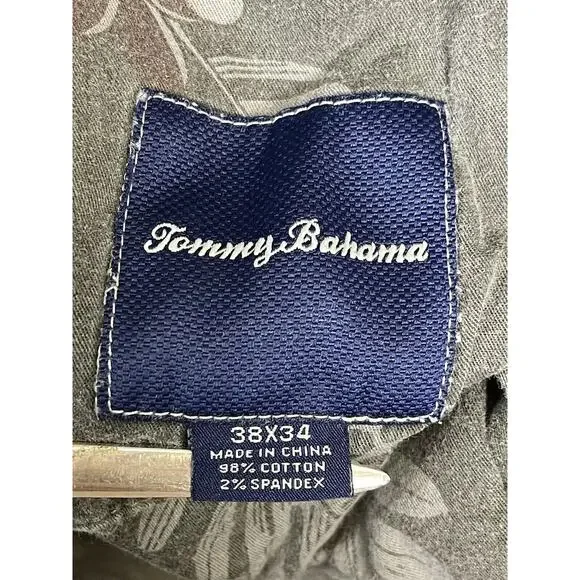 Tommy Bahama
38X34
MADE IN CHINA
98% COTTON
2% SPANDEX